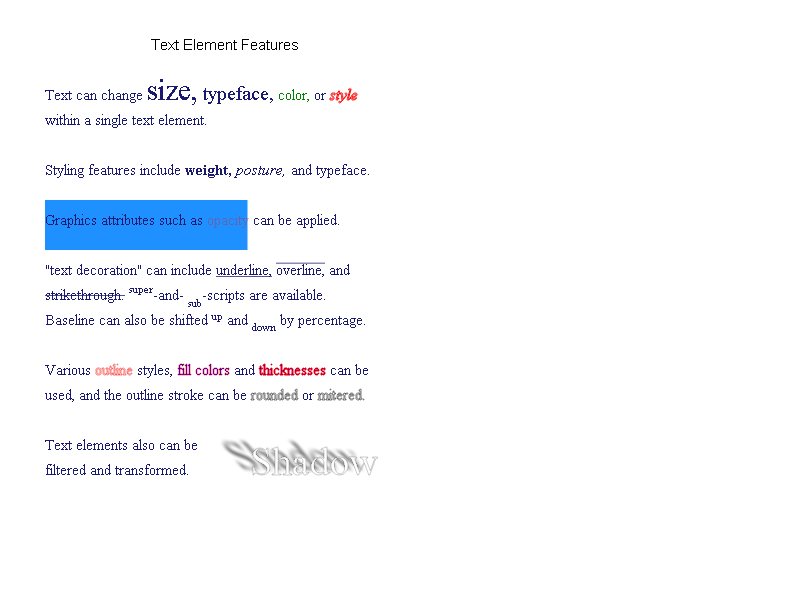 Text Element Features
Text can change size, typeface, color, or style
within a single text element.
Styling features include weight, posture, and typeface.
Graphics attributes such as opacity can be applied.
"text decoration" can include underline, overline, and
strikethrough. super-and- sub-scripts are available.
Baseline can also be shifted up and down by percentage.
Various outline styles, fill colors and thicknesses can be
used, and the outline stroke can be rounded or mitered.
Text elements also can be
filtered and transformed.
Shadow